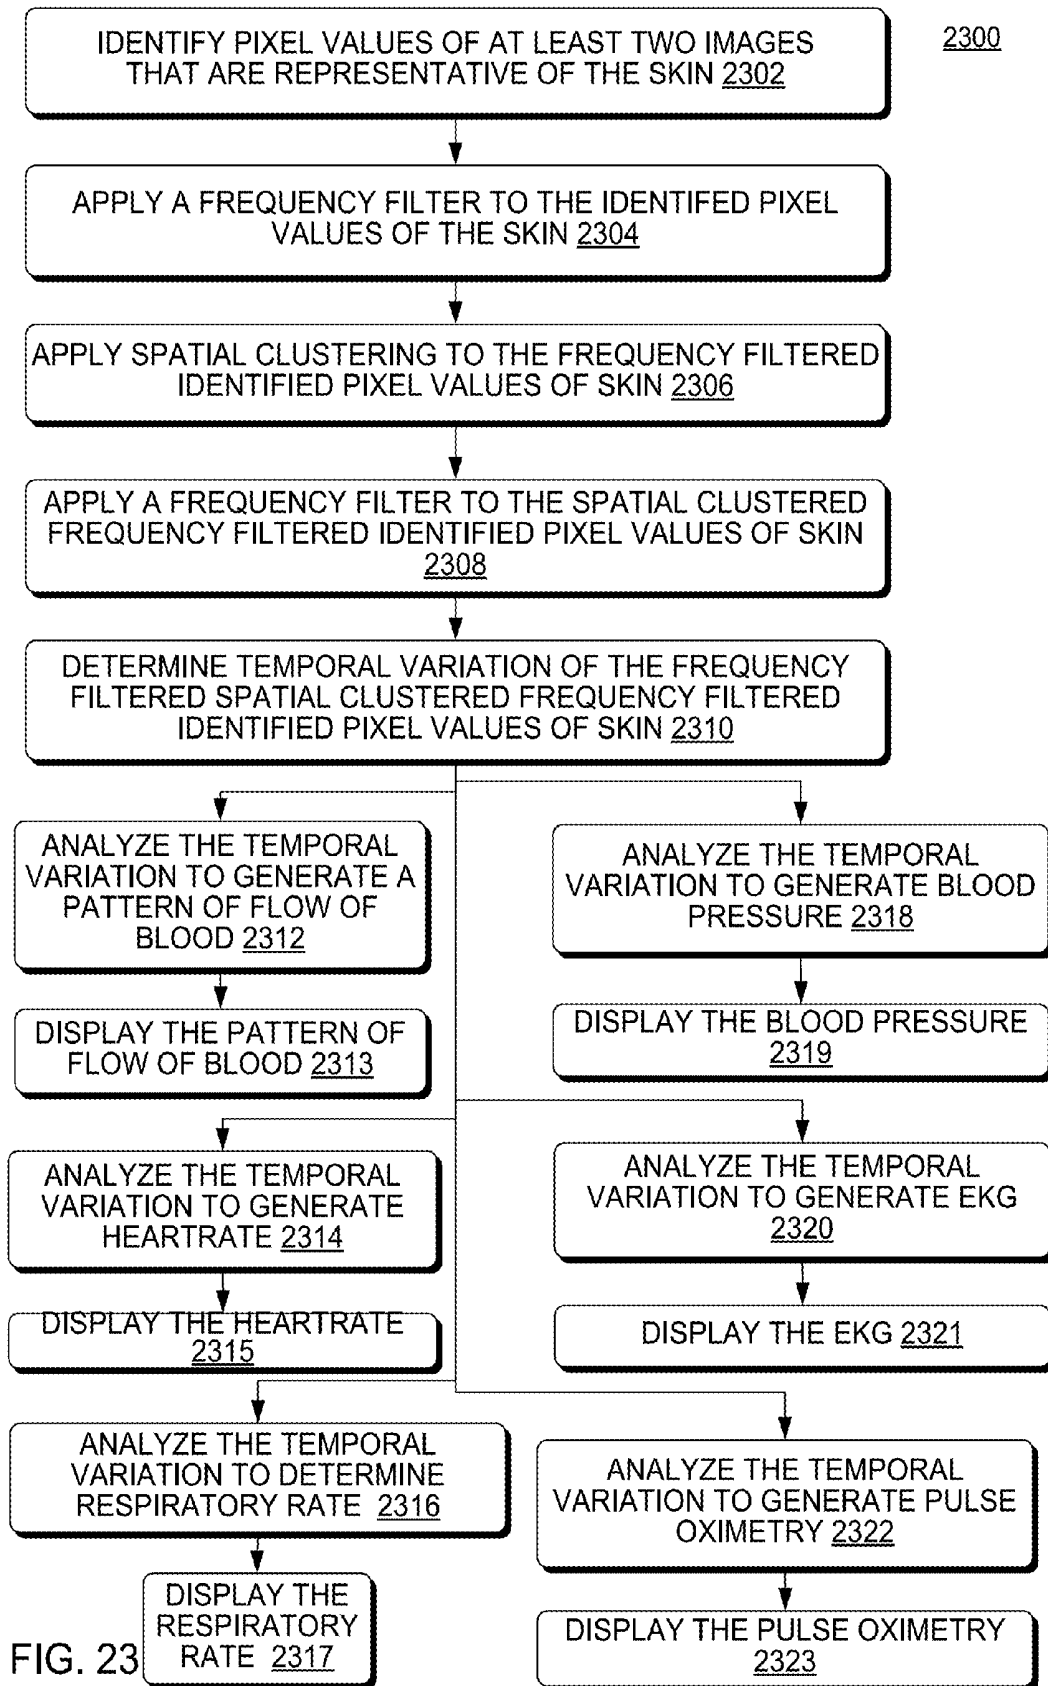 2300
IDENTIFY PIXEL VALUES OF AT LEAST TWO IMAGES
THAT ARE REPRESENTATIVE OF THE SKIN 2302
APPLY A FREQUENCY FILTER TO THE IDENTIFED PIXEL
VALUES OF THE SKIN 2304
APPLY SPATIAL CLUSTERING TO THE FREQUENCY FILTERED
IDENTIFIED PIXEL VALUES OF SKIN 2306
APPLY A FREQUENCY FILTER TO THE SPATIAL CLUSTERED
FREQUENCY FILTERED IDENTIFIED PIXEL VALUES OF SKIN
2308
DETERMINE TEMPORAL VARIATION OF THE FREQUENCY
FILTERED SPATIAL CLUSTERED FREQUENCY FILTERED
IDENTIFIED PIXEL VALUES OF SKIN 2310
ANALYZE THE TEMPORAL
VARIATION TO GENERATE A
PATTERN OF FLOW OF
BLOOD 2312
DISPLAY THE PATTERN OF
FLOW OF BLOOD 2313
ANALYZE THE TEMPORAL
VARIATION TO GENERATE BLOOD
PRESSURE 2318
DISPLAY THE BLOOD PRESSURE
2319
ANALYZE THE TEMPORAL
VARIATION TO GENERATE
HEARTRATE 2314
DISPLAY THE HEARTRATE
2315
ANALYZE THE TEMPORAL
VARIATION TO GENERATE EKG
2320
DISPLAY THE EKG 2321
ANALYZE THE TEMPORAL
VARIATION TO DETERMINE
RESPIRATORY RATE 2316
DISPLAY THE
RESPIRATORY
RATE 2317
ANALYZE THE TEMPORAL
VARIATION TO GENERATE PULSE
OXIMETRY 2322
DISPLAY THE PULSE OXIMETRY
2323
FIG. 23